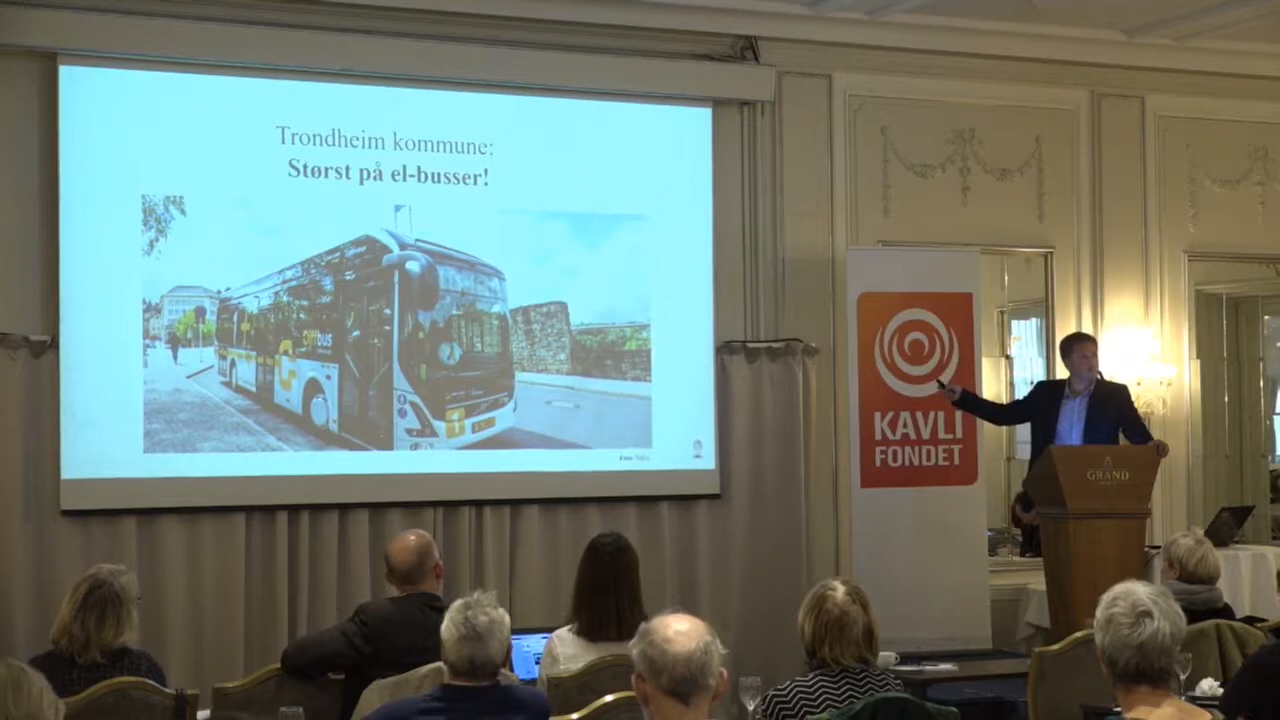 Trondheim kommune:
Størst på el-busser!
KAVLI
FONDET
GRAND